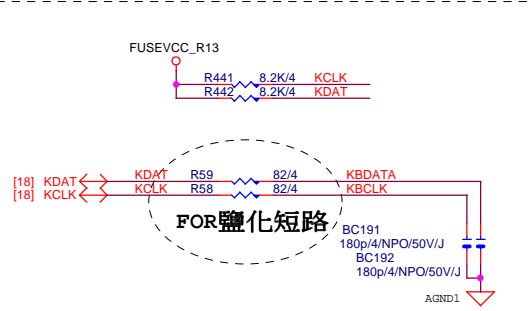 FUSEVCC_R13
R441 8.2K/4 KCLK
R442 8.2K/4 KDAT
[18] KDAT KDAT R59 82/4 KBDATA
[18] KCLK KCLK R58 82/4 KBCLK
FOR鹽化短路
BC191
180p/4/NPO/50V/J
BC192
180p/4/NPO/50V/J
AGND1